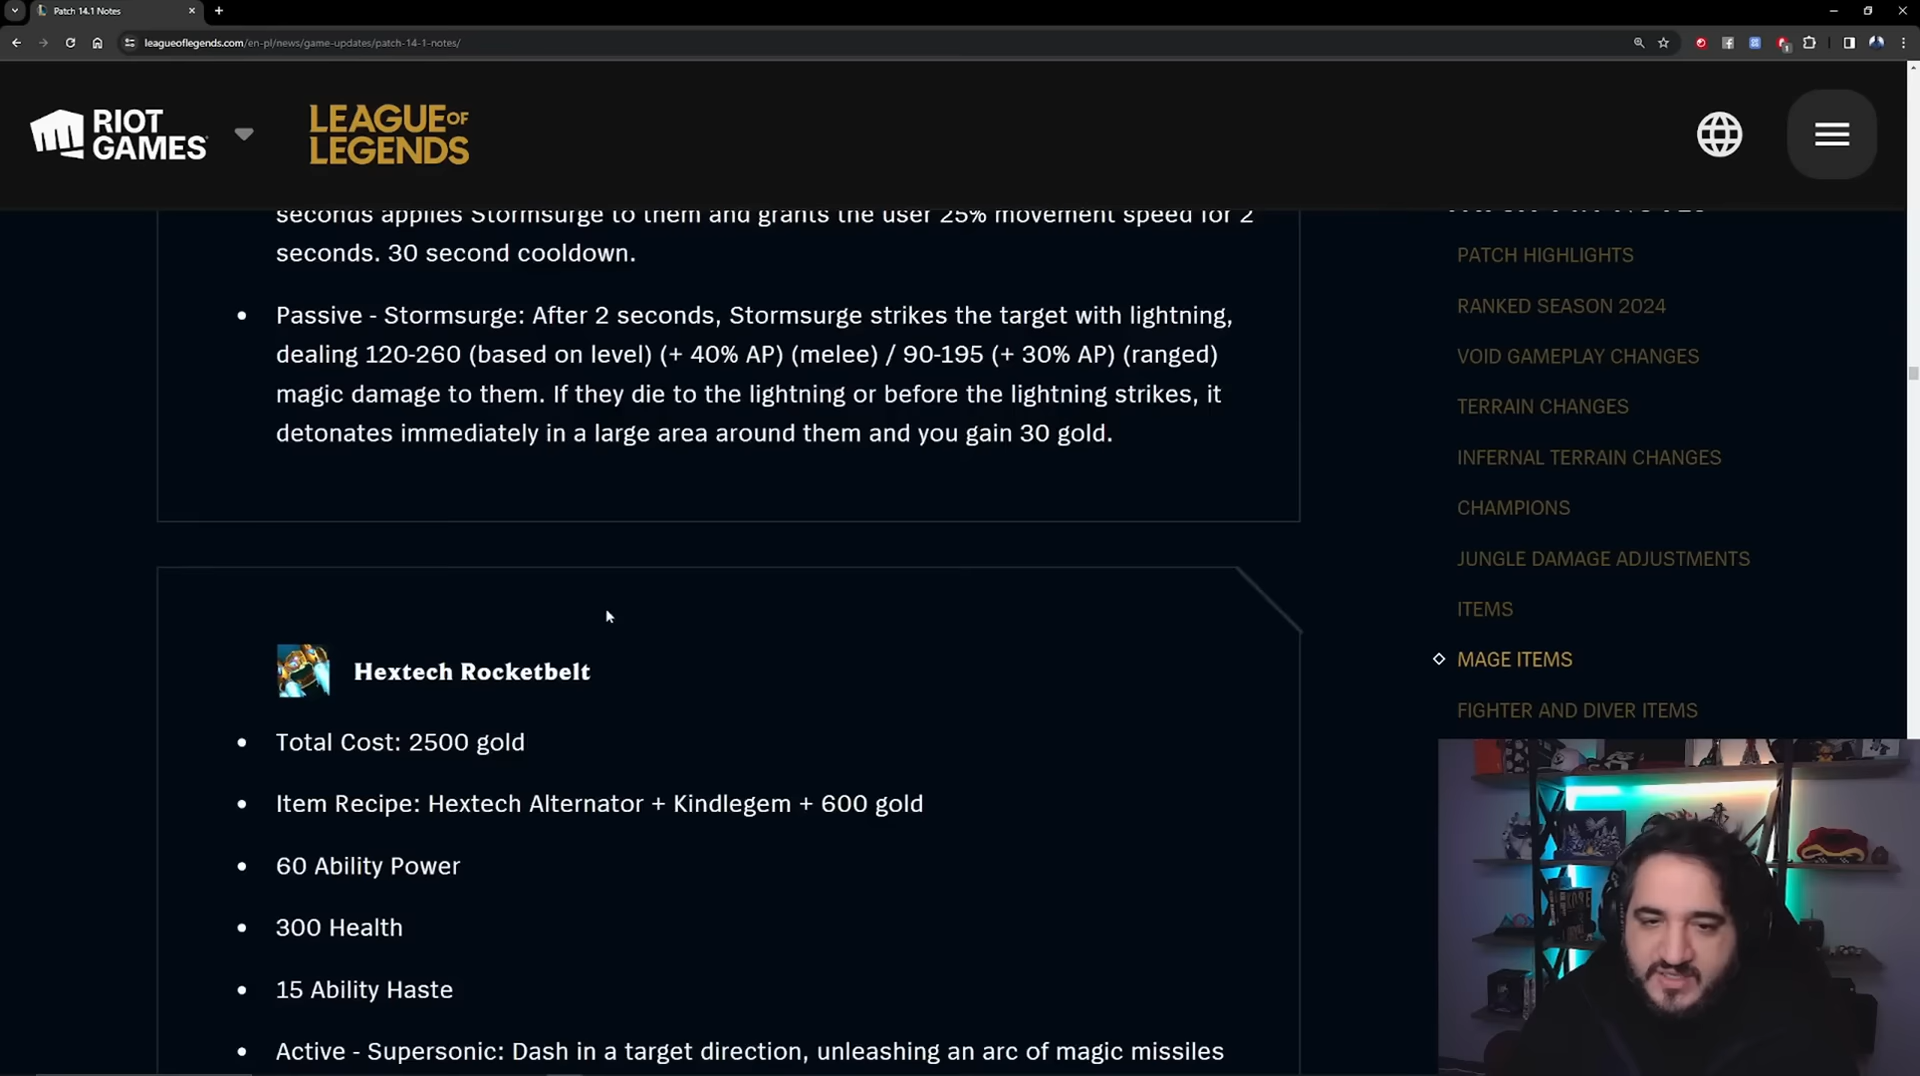 Patch 14.1 Notes
leagueoflegends.com/en-pl/news/game-updates/patch-14-1-notes/
RIOT
GAMES
LEAGUE OF
LEGENDS
seconds applies Stormsurge to them and grants the user 25% movement speed for 2
seconds. 30 second cooldown.
Passive - Stormsurge: After 2 seconds, Stormsurge strikes the target with lightning,
dealing 120-260 (based on level) (+ 40% AP) (melee) / 90-195 (+ 30% AP) (ranged)
magic damage to them. If they die to the lightning or before the lightning strikes, it
detonates immediately in a large area around them and you gain 30 gold.
Hextech Rocketbelt
Total Cost: 2500 gold
Item Recipe: Hextech Alternator + Kindlegem + 600 gold
60 Ability Power
300 Health
15 Ability Haste
Active - Supersonic: Dash in a target direction, unleashing an arc of magic missiles
PATCH HIGHLIGHTS
RANKED SEASON 2024
VOID GAMEPLAY CHANGES
TERRAIN CHANGES
INFERNAL TERRAIN CHANGES
CHAMPIONS
JUNGLE DAMAGE ADJUSTMENTS
ITEMS
MAGE ITEMS
FIGHTER AND DIVER ITEMS